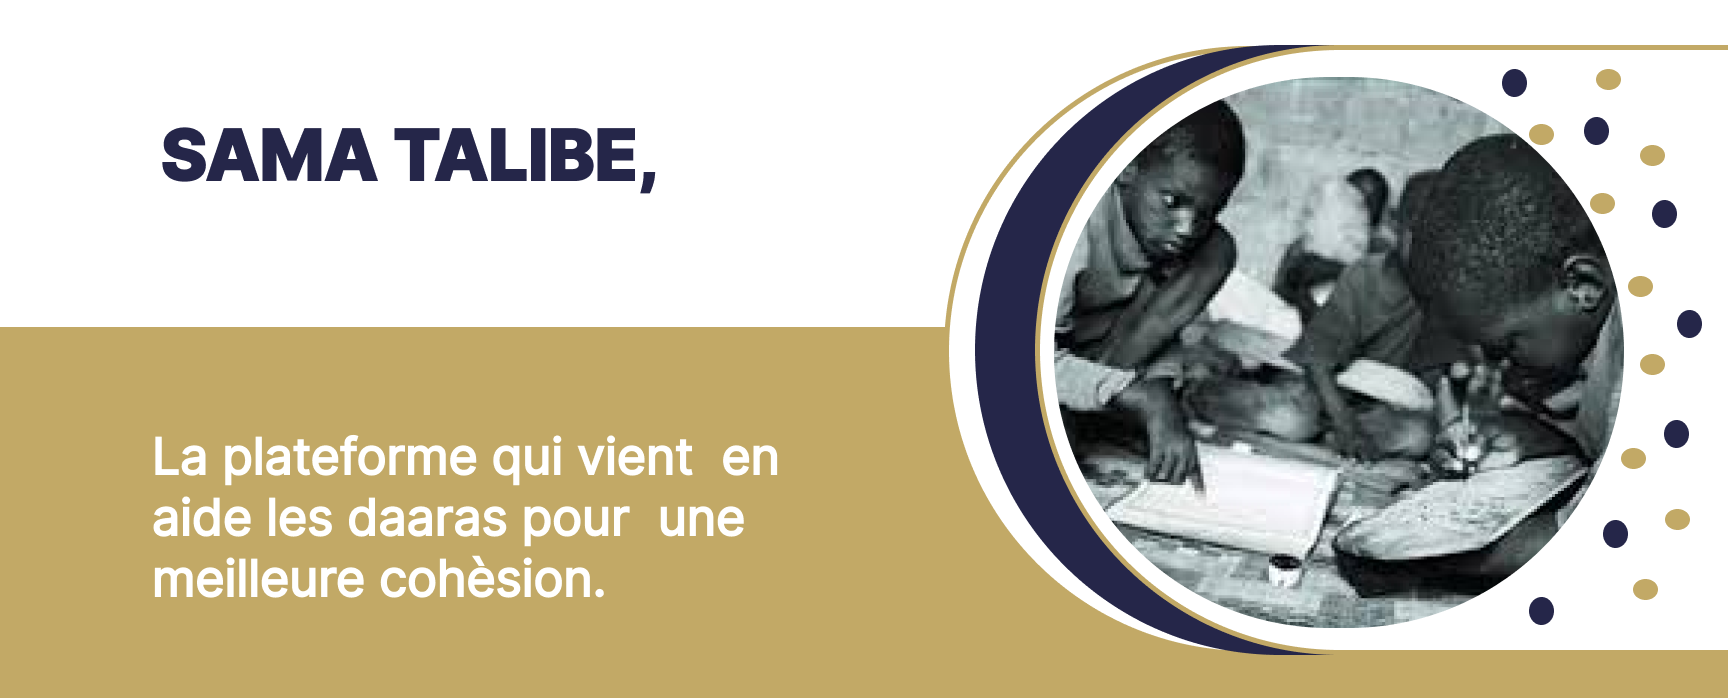 SAMA TALIBE,
La plateforme qui vient  en
aide les daaras pour  une
meilleure cohèsion.